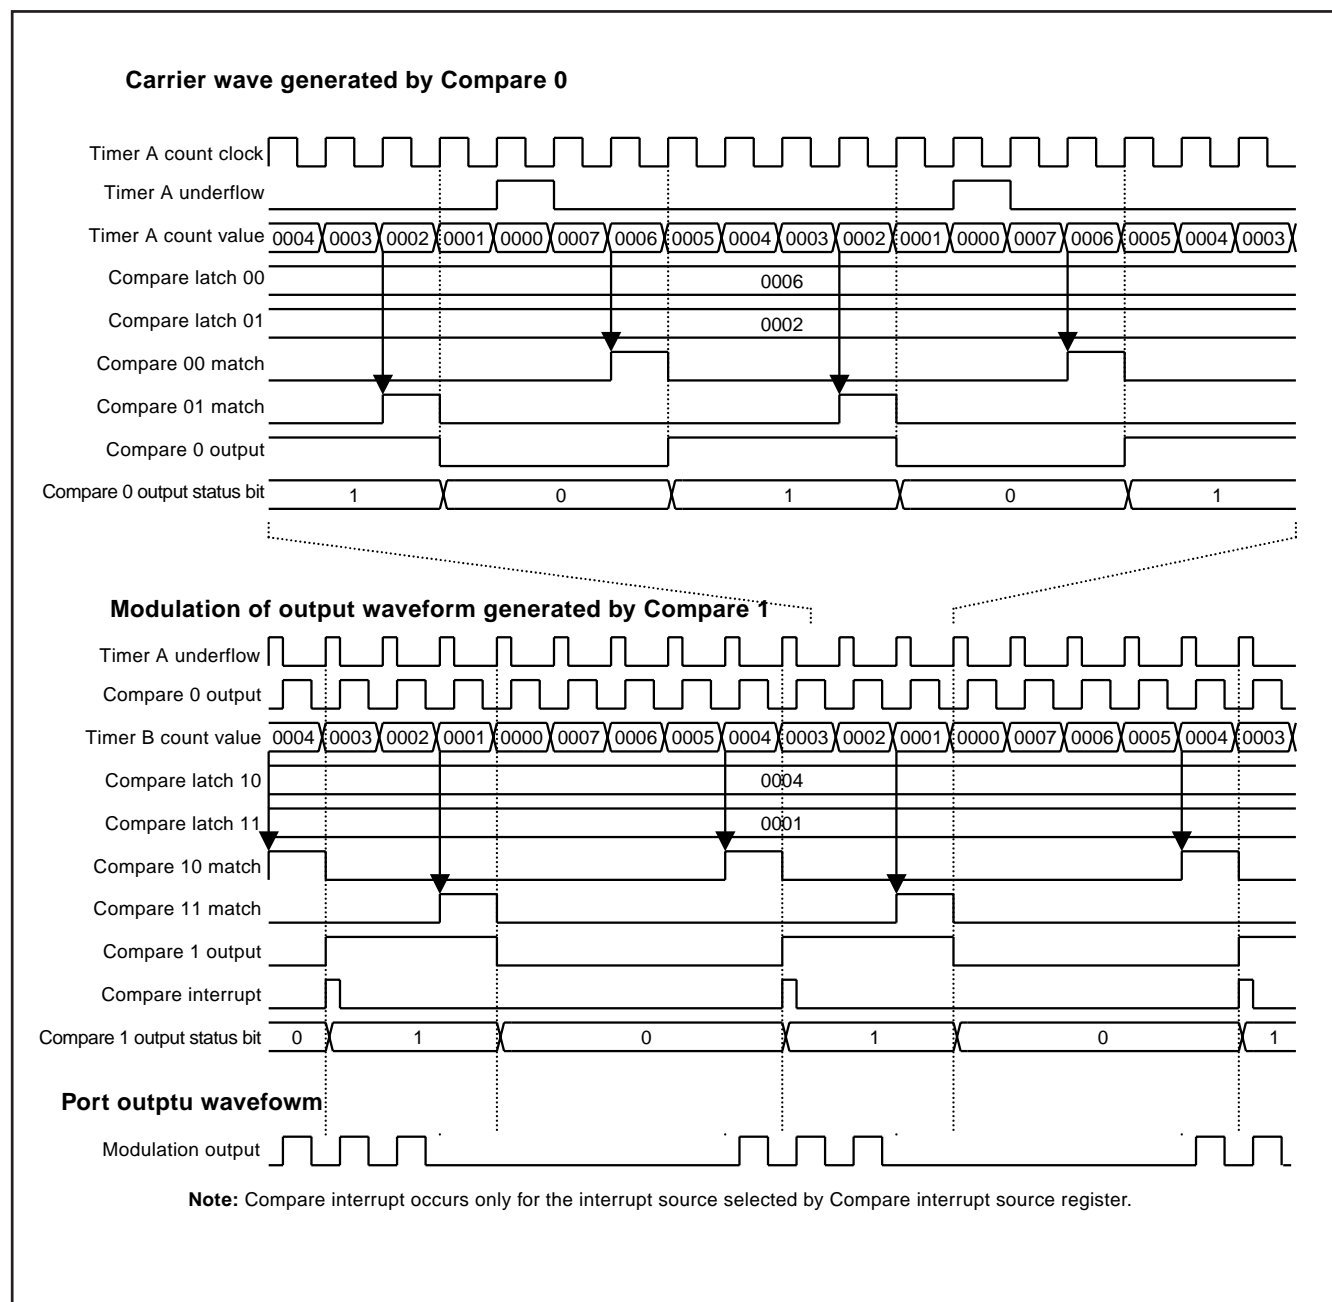 Carrier wave generated by Compare 0
Timer A count clock
Timer A underflow
Timer A count value 0004 0003 0002 0001 0000 0007 0006 0005 0004 0003 0002 0001 0000 0007 0006 0005 0004 0003
Compare latch 00 0006
Compare latch 01 0002
Compare 00 match
Compare 01 match
Compare 0 output
Compare 0 output status bit 1 0 1 0 1
Modulation of output waveform generated by Compare 1
Timer A underflow
Compare 0 output
Timer B count value 0004 0003 0002 0001 0000 0007 0006 0005 0004 0003 0002 0001 0000 0007 0006 0005 0004 0003
Compare latch 10 0004
Compare latch 11 0001
Compare 10 match
Compare 11 match
Compare 1 output
Compare interrupt
Compare 1 output status bit 0 1 0 1 0 1
Port outptu wavefowm
Modulation output
Note: Compare interrupt occurs only for the interrupt source selected by Compare interrupt source register.